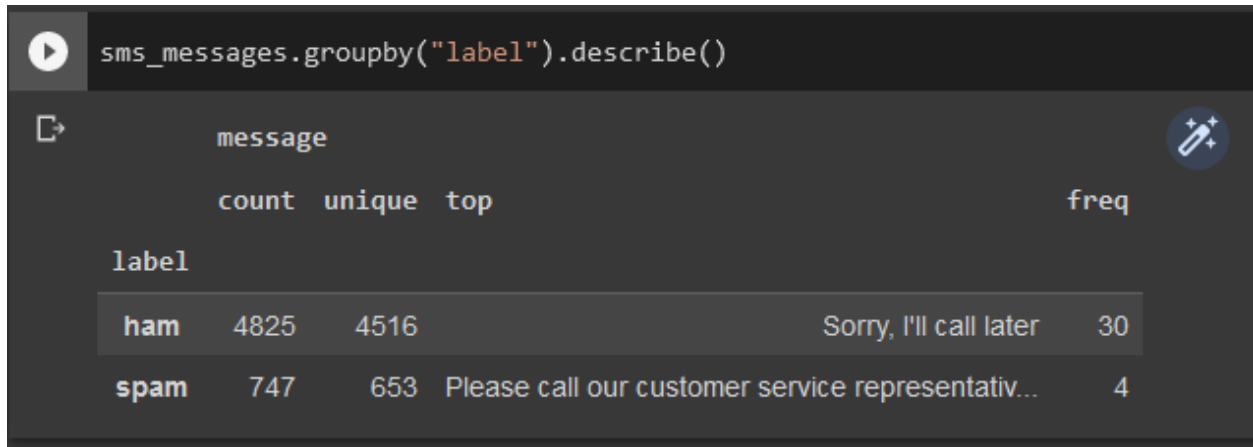 sms_messages.groupby("label").describe()
message
count unique top freq
label
ham 4825 4516 Sorry, I'll call later 30
spam 747 653 Please call our customer service representativ... 4